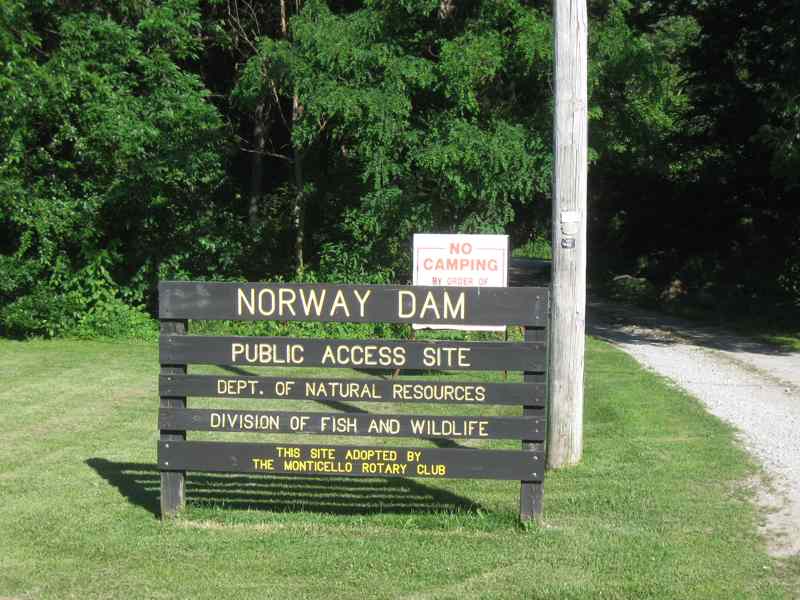 NO
CAMPING
BY ORDER OF
NORWAY DAM
PUBLIC ACCESS SITE
DEPT. OF NATURAL RESOURCES
DIVISION OF FISH AND WILDLIFE
THIS SITE ADOPTED BY
THE MONTICELLO ROTARY CLUB